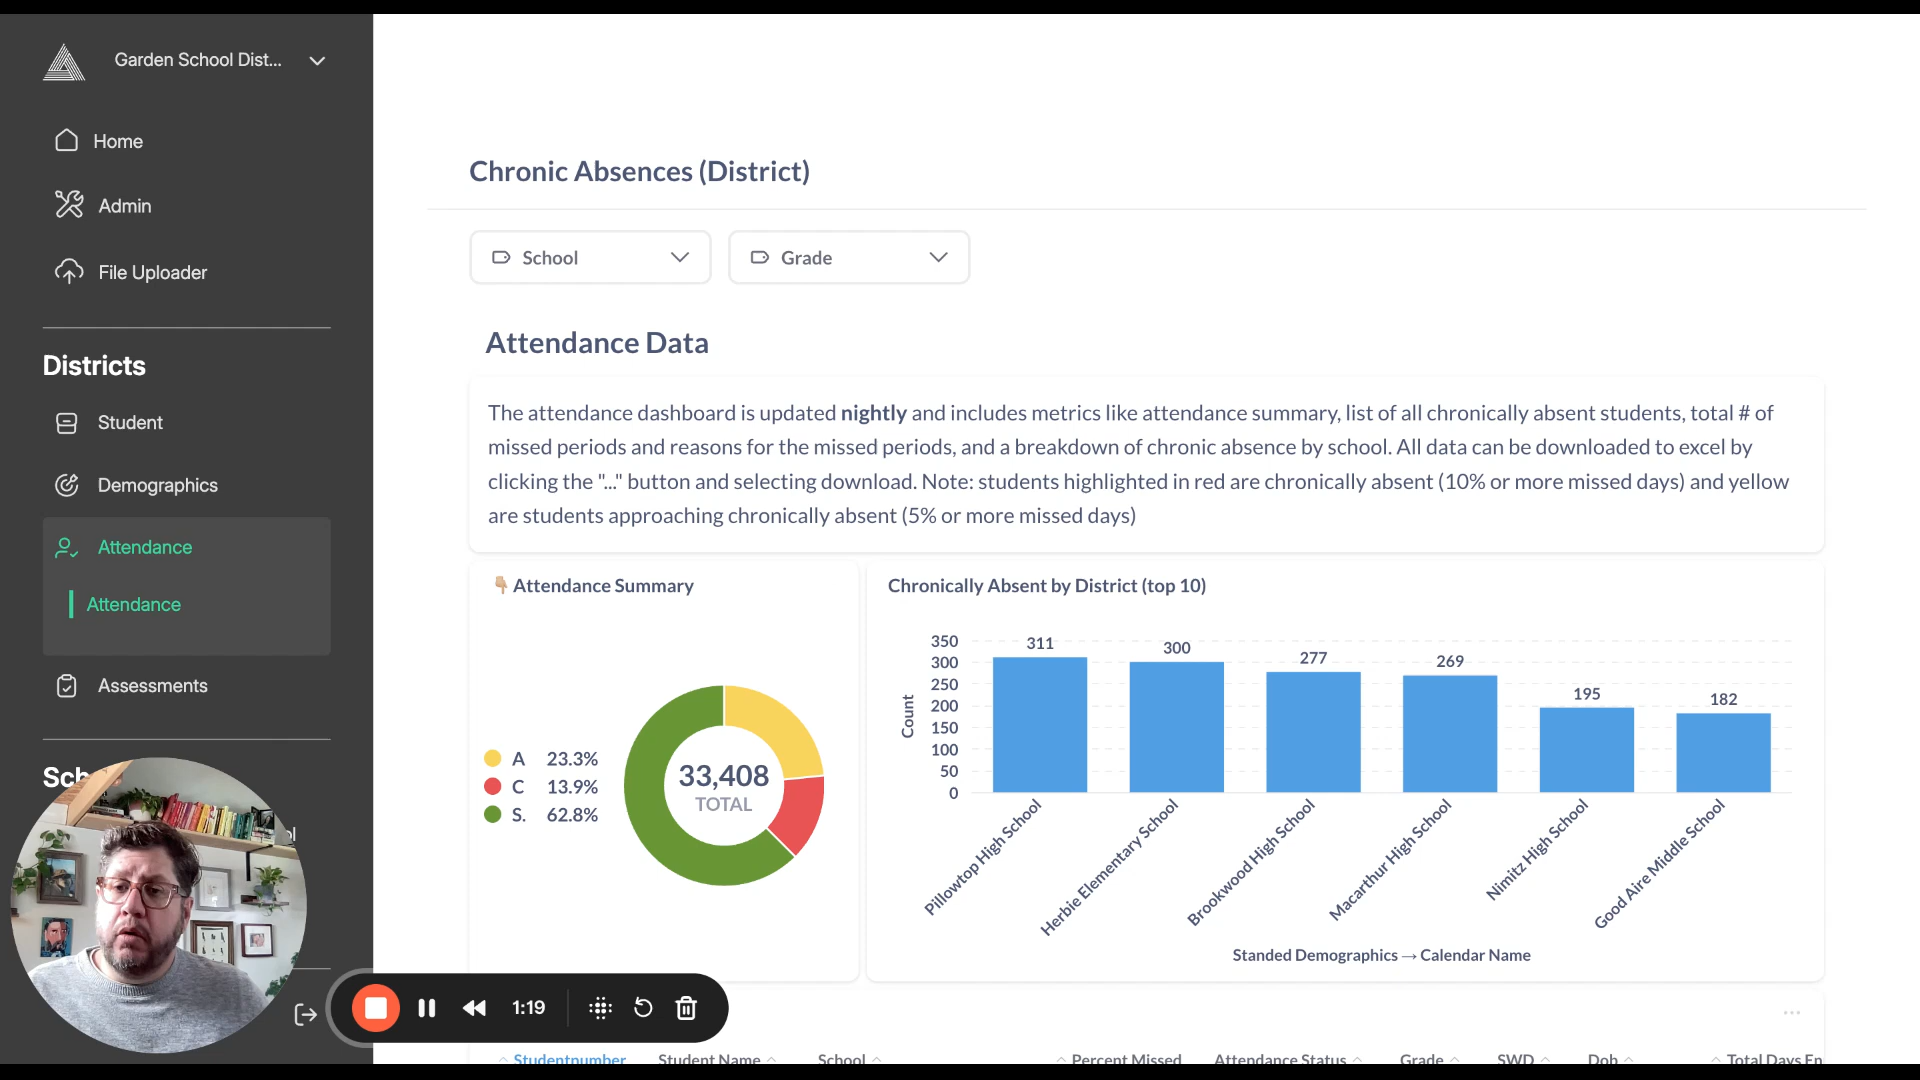 Garden School Dist...
Home
Admin
File Uploader
Districts
Student
Demographics
Attendance
Attendance
Assessments
Chronic Absences (District)
School
Grade
Attendance Data
The attendance dashboard is updated nightly and includes metrics like attendance summary, list of all chronically absent students, total # of
missed periods and reasons for the missed periods, and a breakdown of chronic absence by school. All data can be downloaded to excel by
clicking the "..." button and selecting download. Note: students highlighted in red are chronically absent (10% or more missed days) and yellow
are students approaching chronically absent (5% or more missed days)
👇🏼 Attendance Summary
A 23.3%
C 13.9%
S. 62.8%
33,408
TOTAL
Chronically Absent by District (top 10)
Count
350
300
250
200
150
100
50
0
311
300
277
269
195
182
Pillowtop High School
Herbie Elementary School
Brookwood High School
Macarthur High School
Nimitz High School
Good Aire Middle School
Standed Demographics → Calendar Name
1:19
...
Studentnumber Student Name School Percent Missed Attendance Status Grade SWD Dob Total Days En